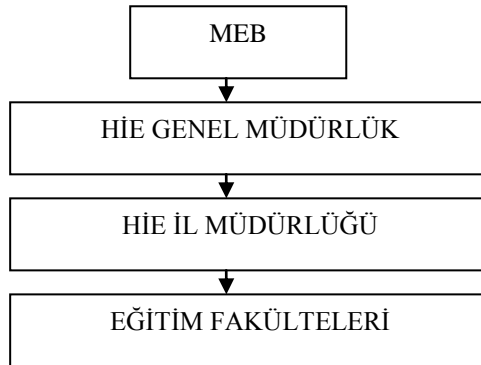 MEB
HİE GENEL MÜDÜRLÜK
HİE İL MÜDÜRLÜĞÜ
EĞİTİM FAKÜLTELERİ